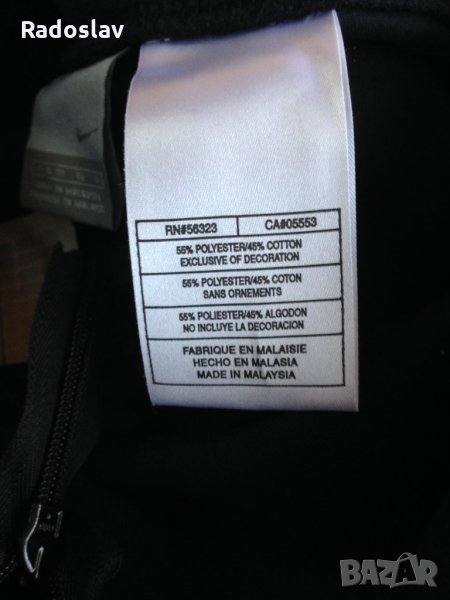 Radoslav
RN#56323 CA#05553
55% POLYESTER/45% COTTON
EXCLUSIVE OF DECORATION
55% POLYESTER/45% COTON
SANS ORNEMENTS
55% POLIESTER/45% ALGODON
NO INCLUYE LA DECORACION
FABRIQUE EN MALAISIE
HECHO EN MALASIA
MADE IN MALAYSIA
BAZAR